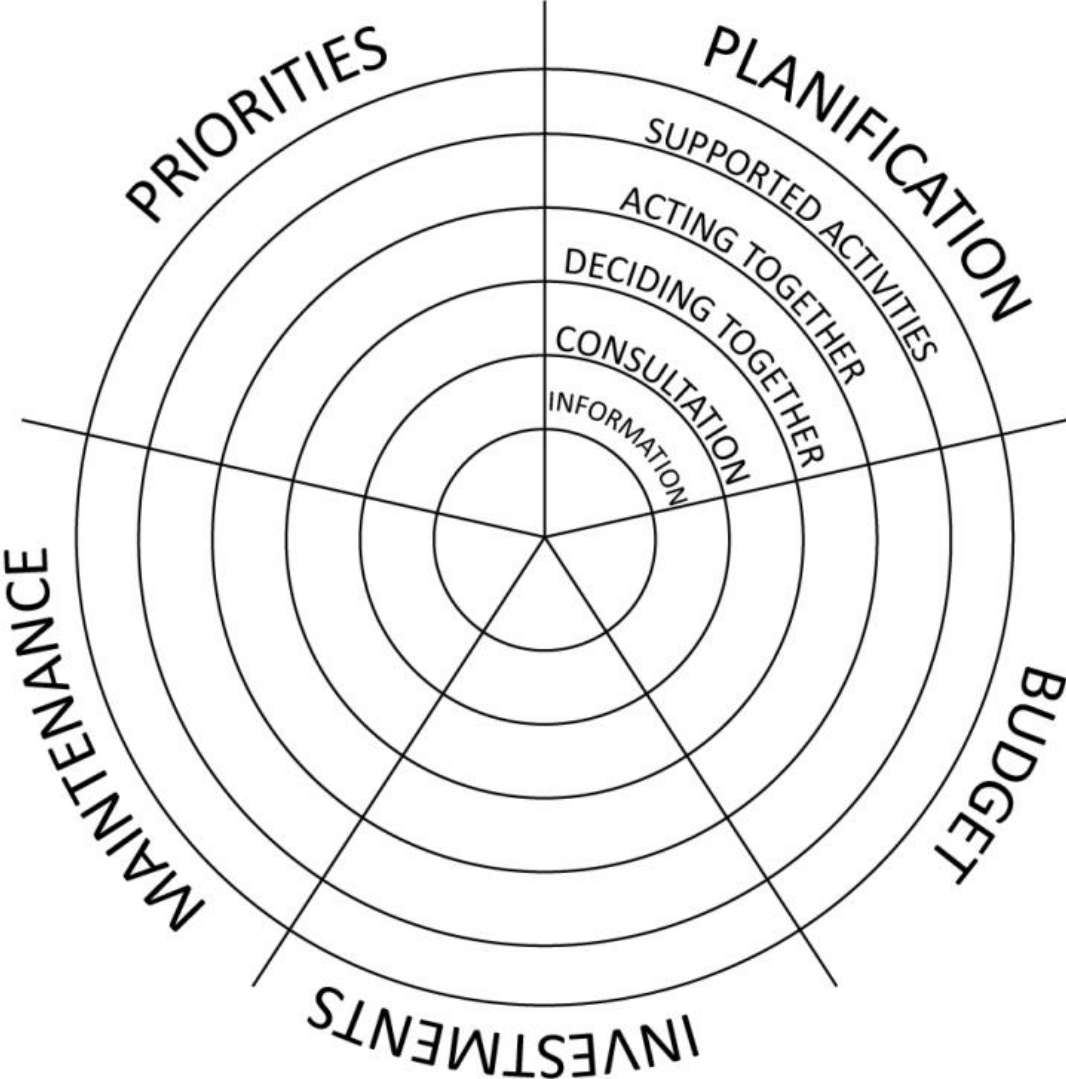 PRIORITIES
PLANIFICATION
SUPPORTED ACTIVITIES
ACTING TOGETHER
DECIDING TOGETHER
CONSULTATION
INFORMATION
MAINTENANCE
BUDGET
INVESTMENTS